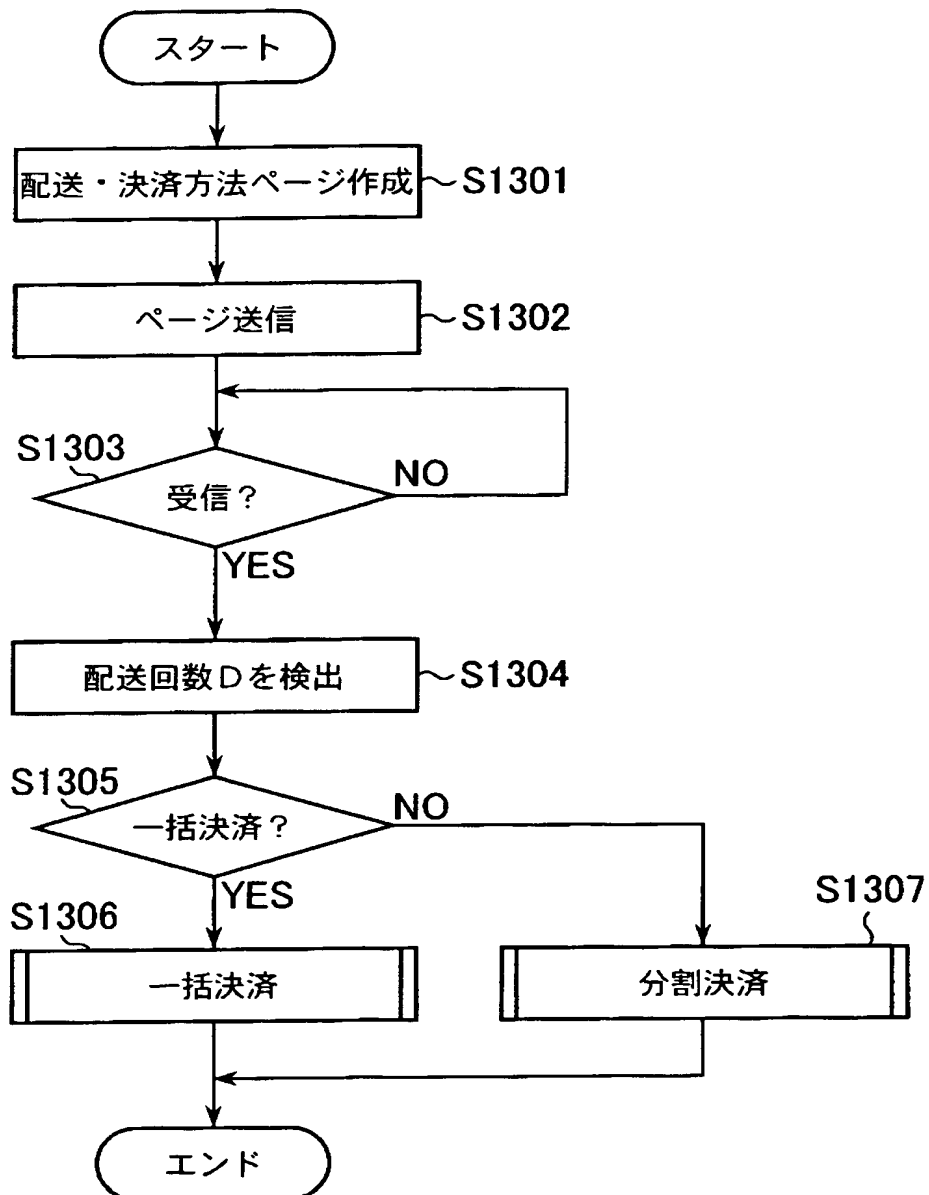 スタート
配送・決済方法ページ作成
S1301
ページ送信
S1302
S1303
受信？
NO
YES
配送回数Dを検出
S1304
S1305
一括決済？
NO
YES
S1306
一括決済
S1307
分割決済
エンド